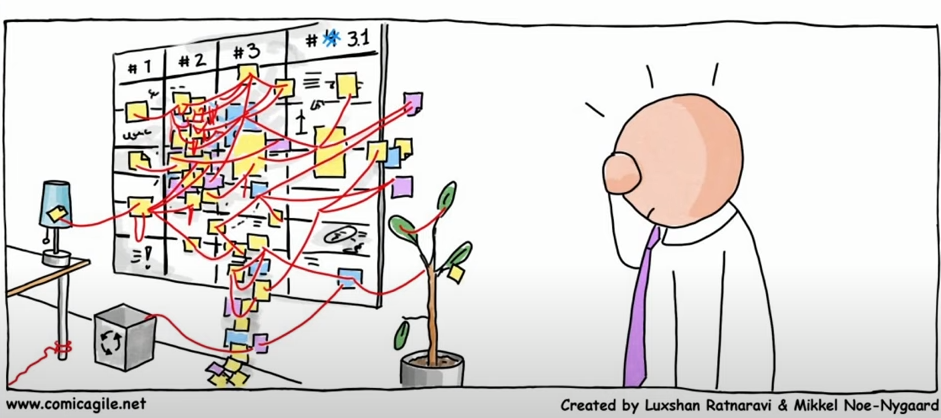 #1 #2 #3 # 3.1
www.comicagile.net
Created by Luxshan Ratnaravi & Mikkel Noe-Nygaard